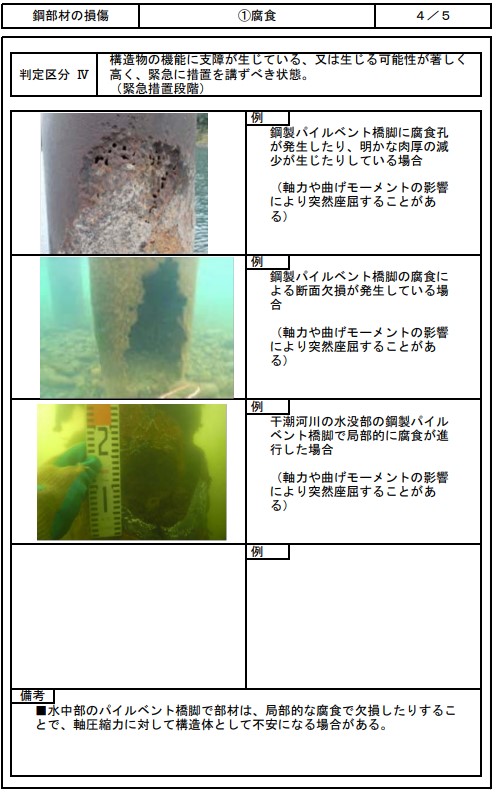 鋼部材の損傷
①腐食
４／５
判定区分 Ⅳ
構造物の機能に支障が生じている、又は生じる可能性が著しく
高く、緊急に措置を講ずべき状態。
（緊急措置段階）
例
鋼製パイルベント橋脚に腐食孔
が発生したり、明かな肉厚の減
少が生じたりしている場合
（軸力や曲げモーメントの影響
により突然座屈することがあ
る）
例
鋼製パイルベント橋脚の腐食に
よる断面欠損が発生している場
合
（軸力や曲げモーメントの影響
により突然座屈することがあ
る）
2
1
例
干潮河川の水没部の鋼製パイル
ベント橋脚で局部的に腐食が進
行した場合
（軸力や曲げモーメントの影響
により突然座屈することがあ
る）
例
備考
■水中部のパイルベント橋脚で部材は、局部的な腐食で欠損したりするこ
とで、軸圧縮力に対して構造体として不安になる場合がある。